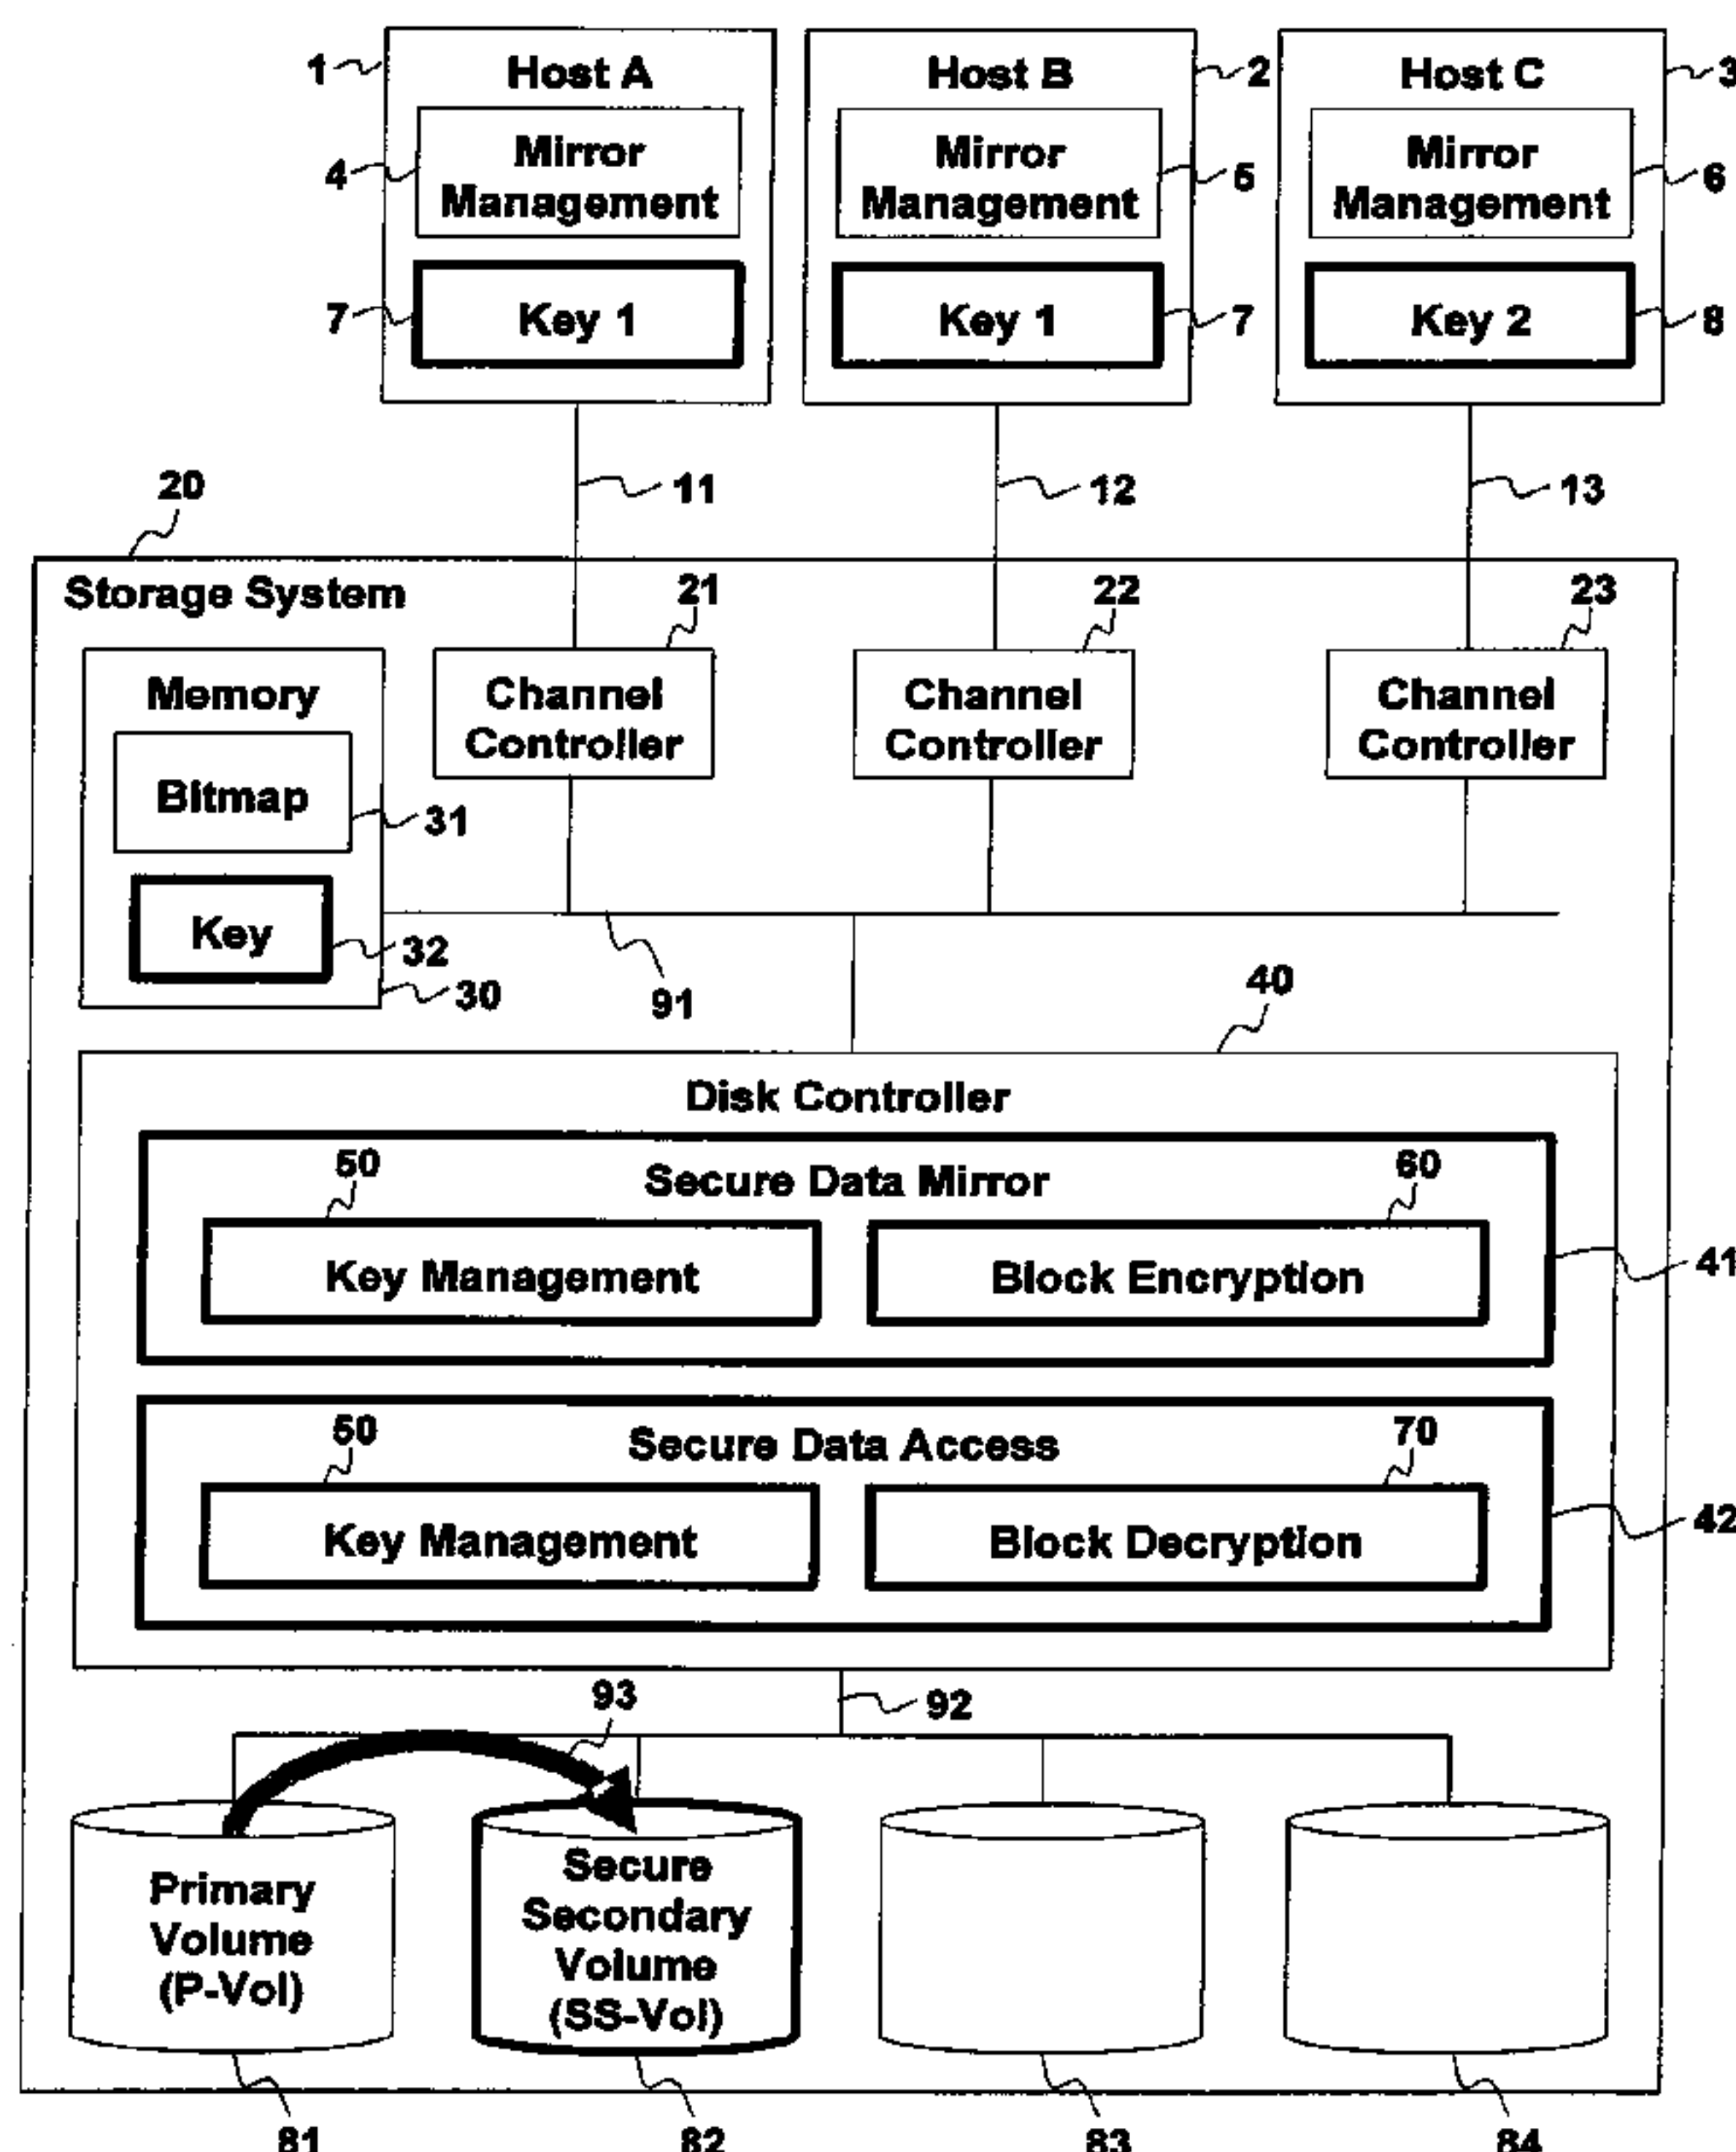 1
Host A
Host B
2
Host C
3
4
Mirror
Management
Mirror
Management
5
Mirror
Management
6
7
Key 1
Key 1
7
Key 2
8
20
11
12
13
Storage System
21
22
23
Memory
Channel
Controller
Channel
Controller
Channel
Controller
Bitmap
31
Key
32
30
91
40
Disk Controller
50
Secure Data Mirror
60
Key Management
Block Encryption
41
50
Secure Data Access
70
Key Management
Block Decryption
42
93
92
Primary
Volume
(P-Vol)
Secure
Secondary
Volume
(SS-Vol)
81
82
83
84